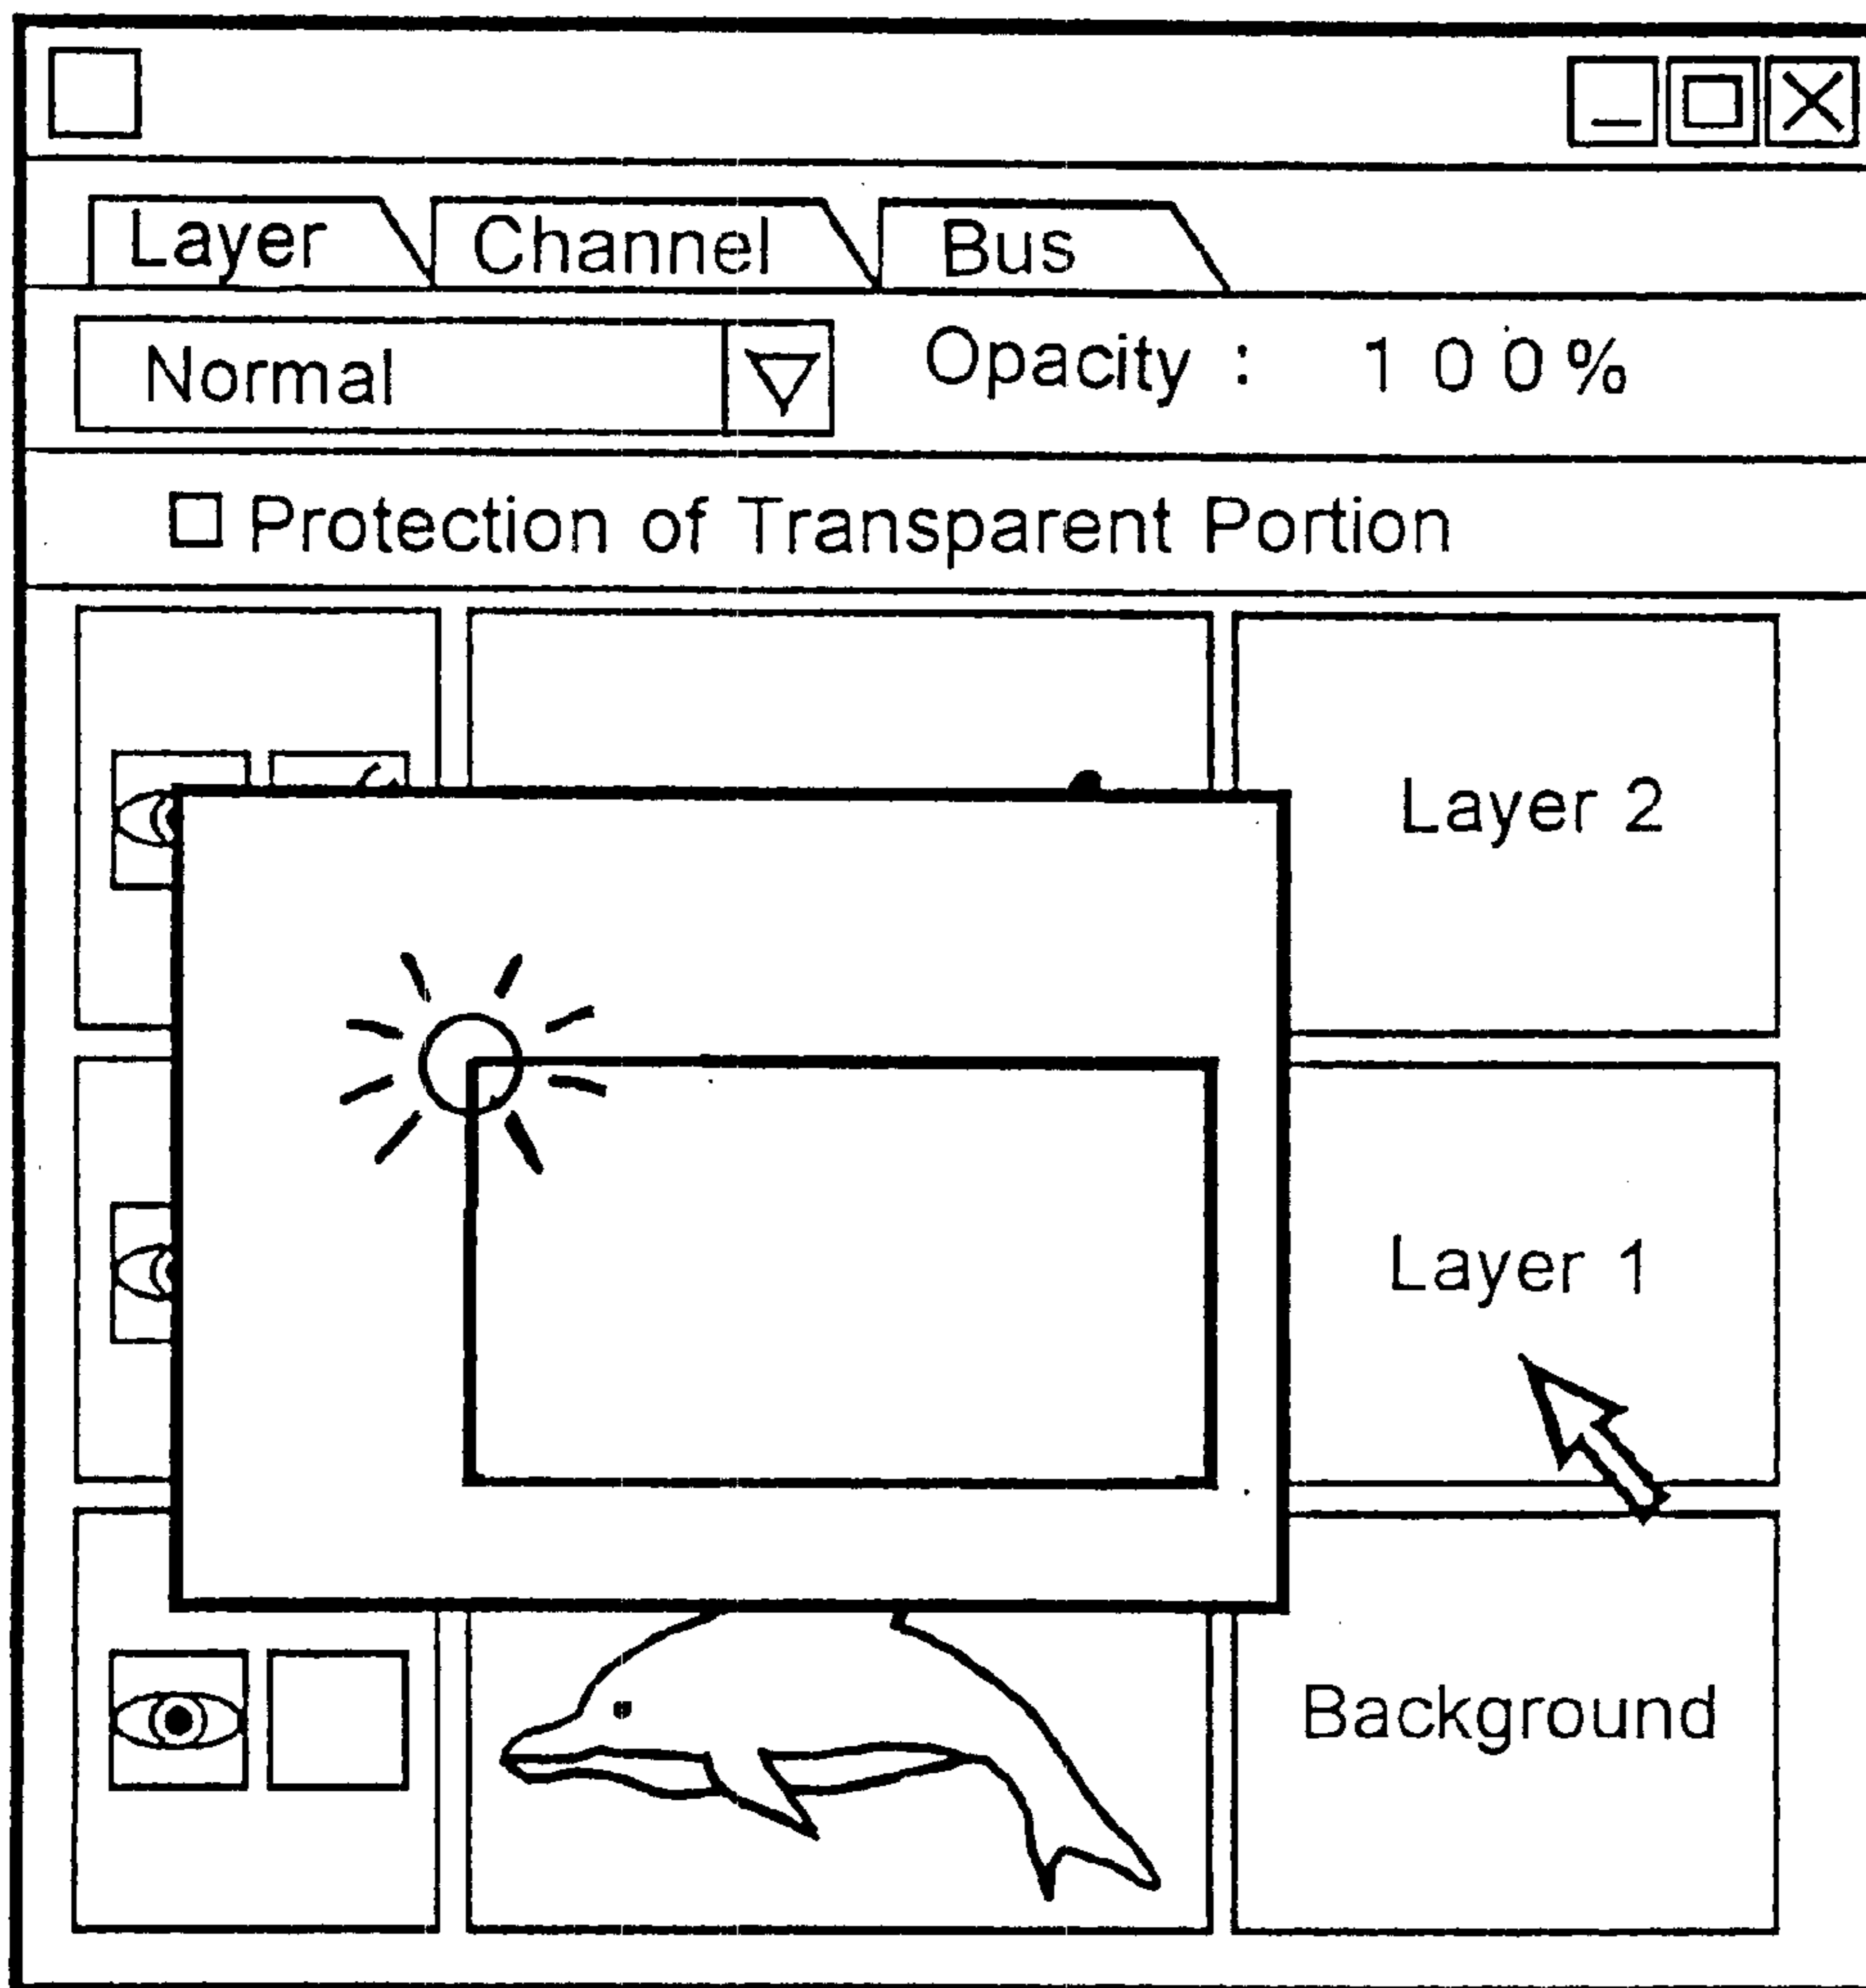 Layer Channel Bus
Normal Opacity : 100%
Protection of Transparent Portion
Layer 2
Layer 1
Background